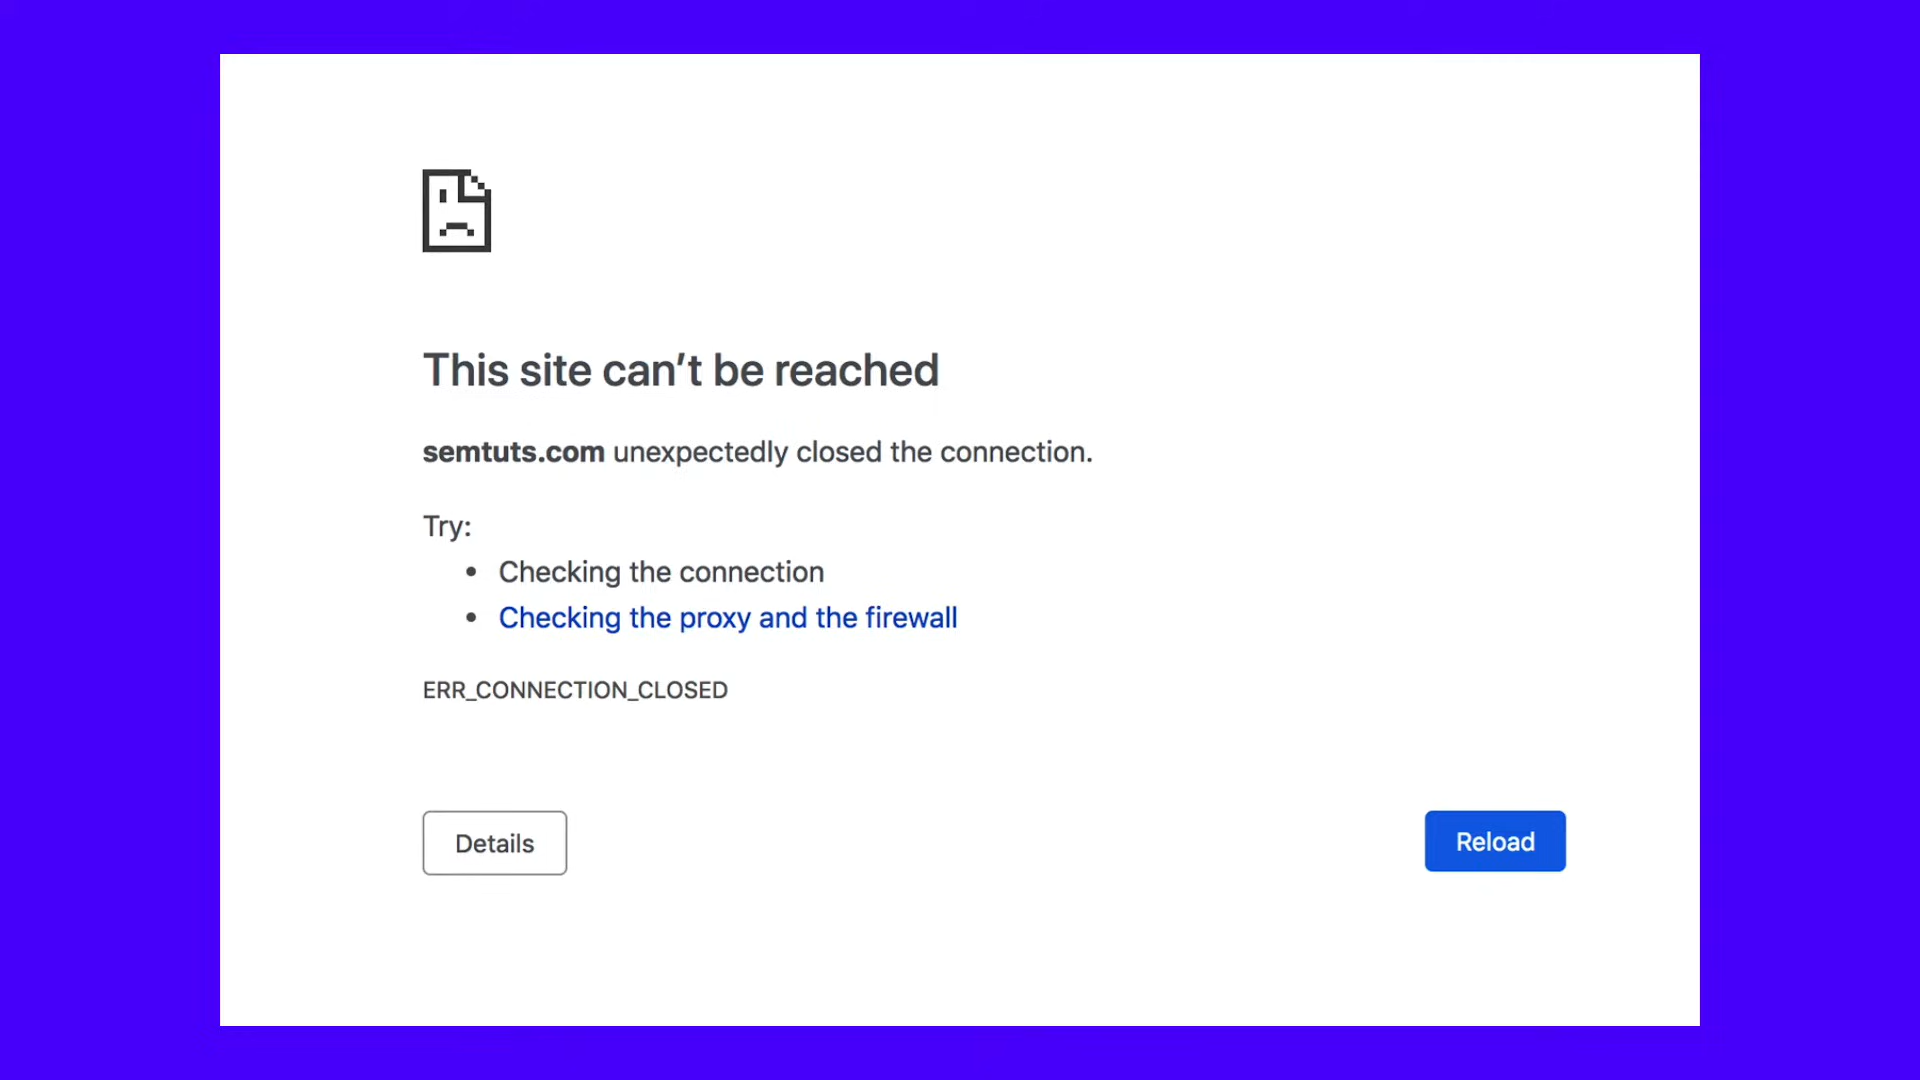 This site can’t be reached
semtuts.com unexpectedly closed the connection.
Try:
• Checking the connection
• Checking the proxy and the firewall
ERR_CONNECTION_CLOSED
Details
Reload